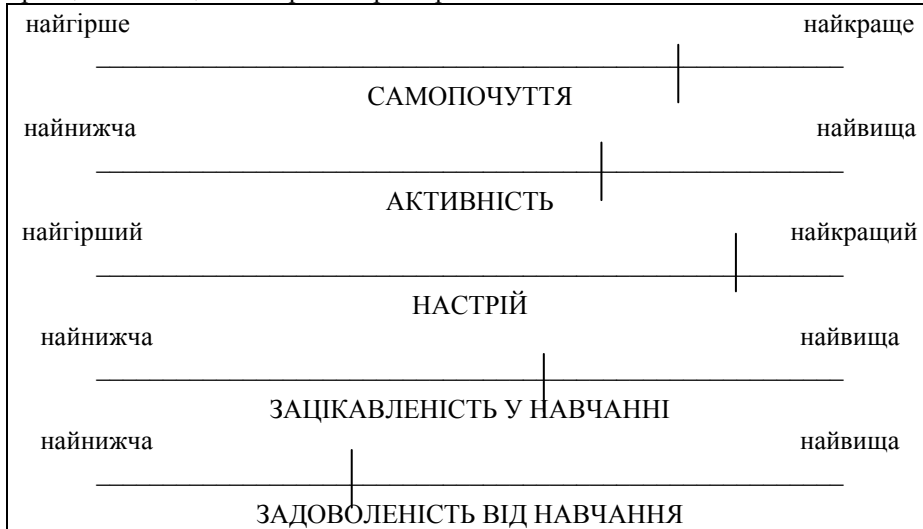 найгірше найкраще
САМОПОЧУТТЯ
найнижча найвища
АКТИВНІСТЬ
найгірший найкращий
НАСТРІЙ
найнижча найвища
ЗАЦІКАВЛЕНІСТЬ У НАВЧАННІ
найнижча найвища
ЗАДОВОЛЕНІСТЬ ВІД НАВЧАННЯ